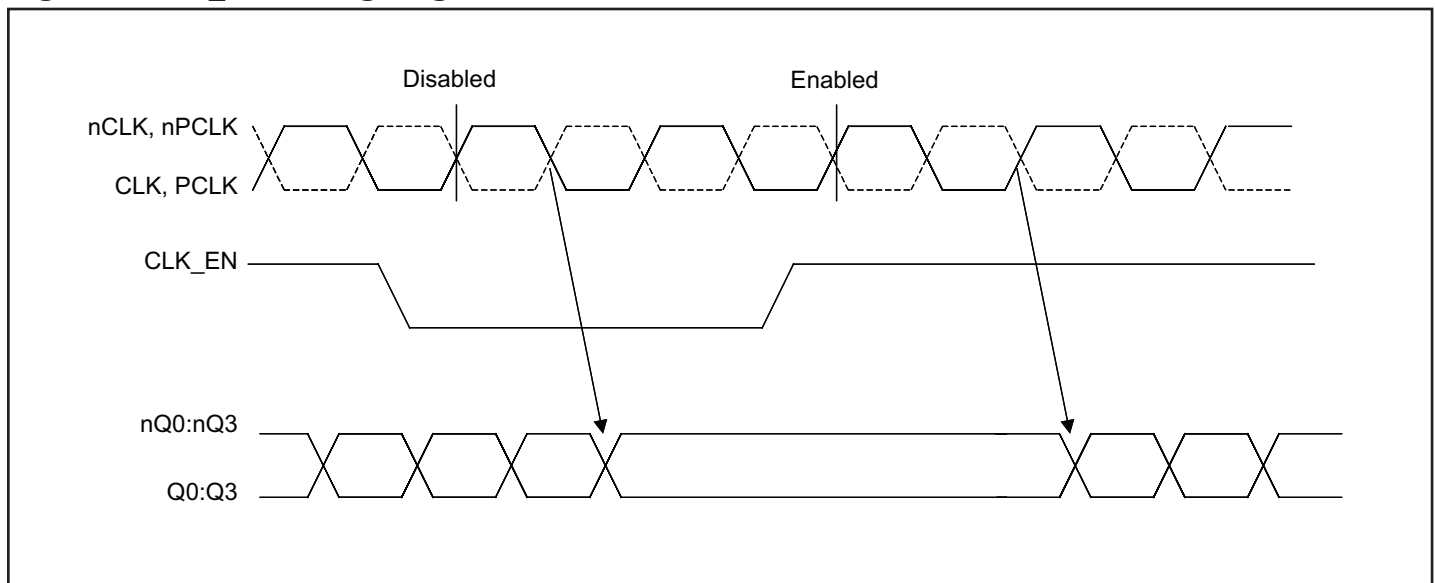 Disabled
Enabled
nCLK, nPCLK
CLK, PCLK
CLK_EN
nQ0:nQ3
Q0:Q3